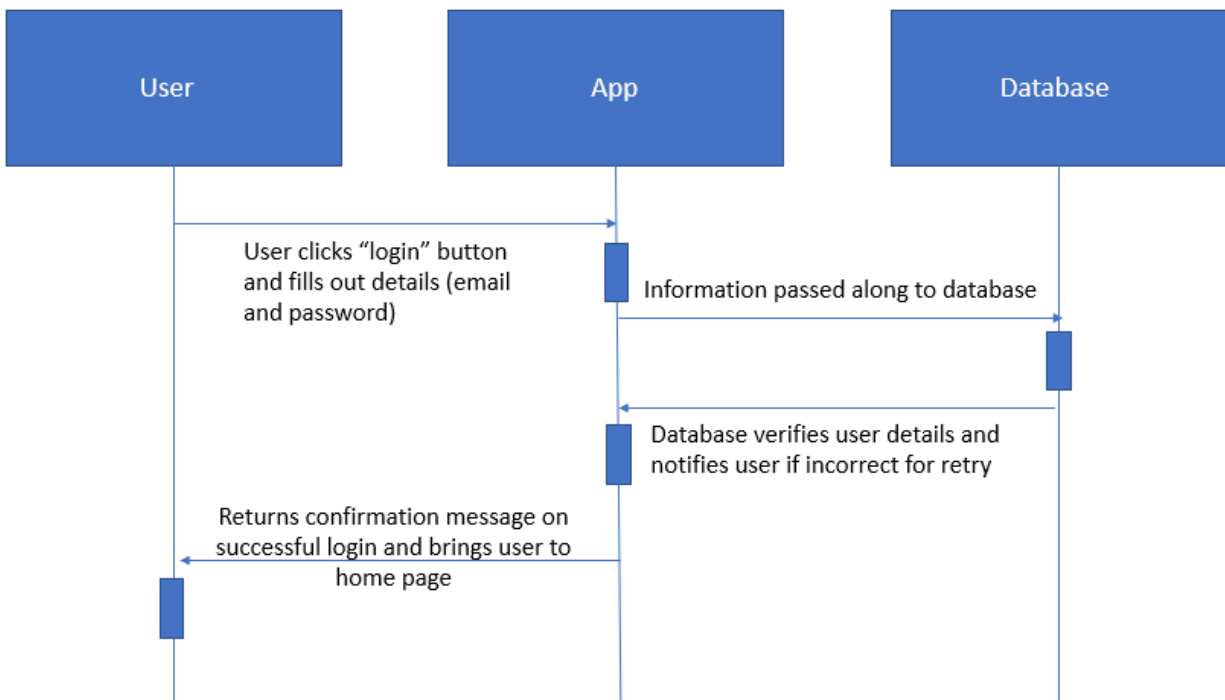 User
App
Database
User clicks “login” button
and fills out details (email
and password)
Information passed along to database
Database verifies user details and
notifies user if incorrect for retry
Returns confirmation message on
successful login and brings user to
home page